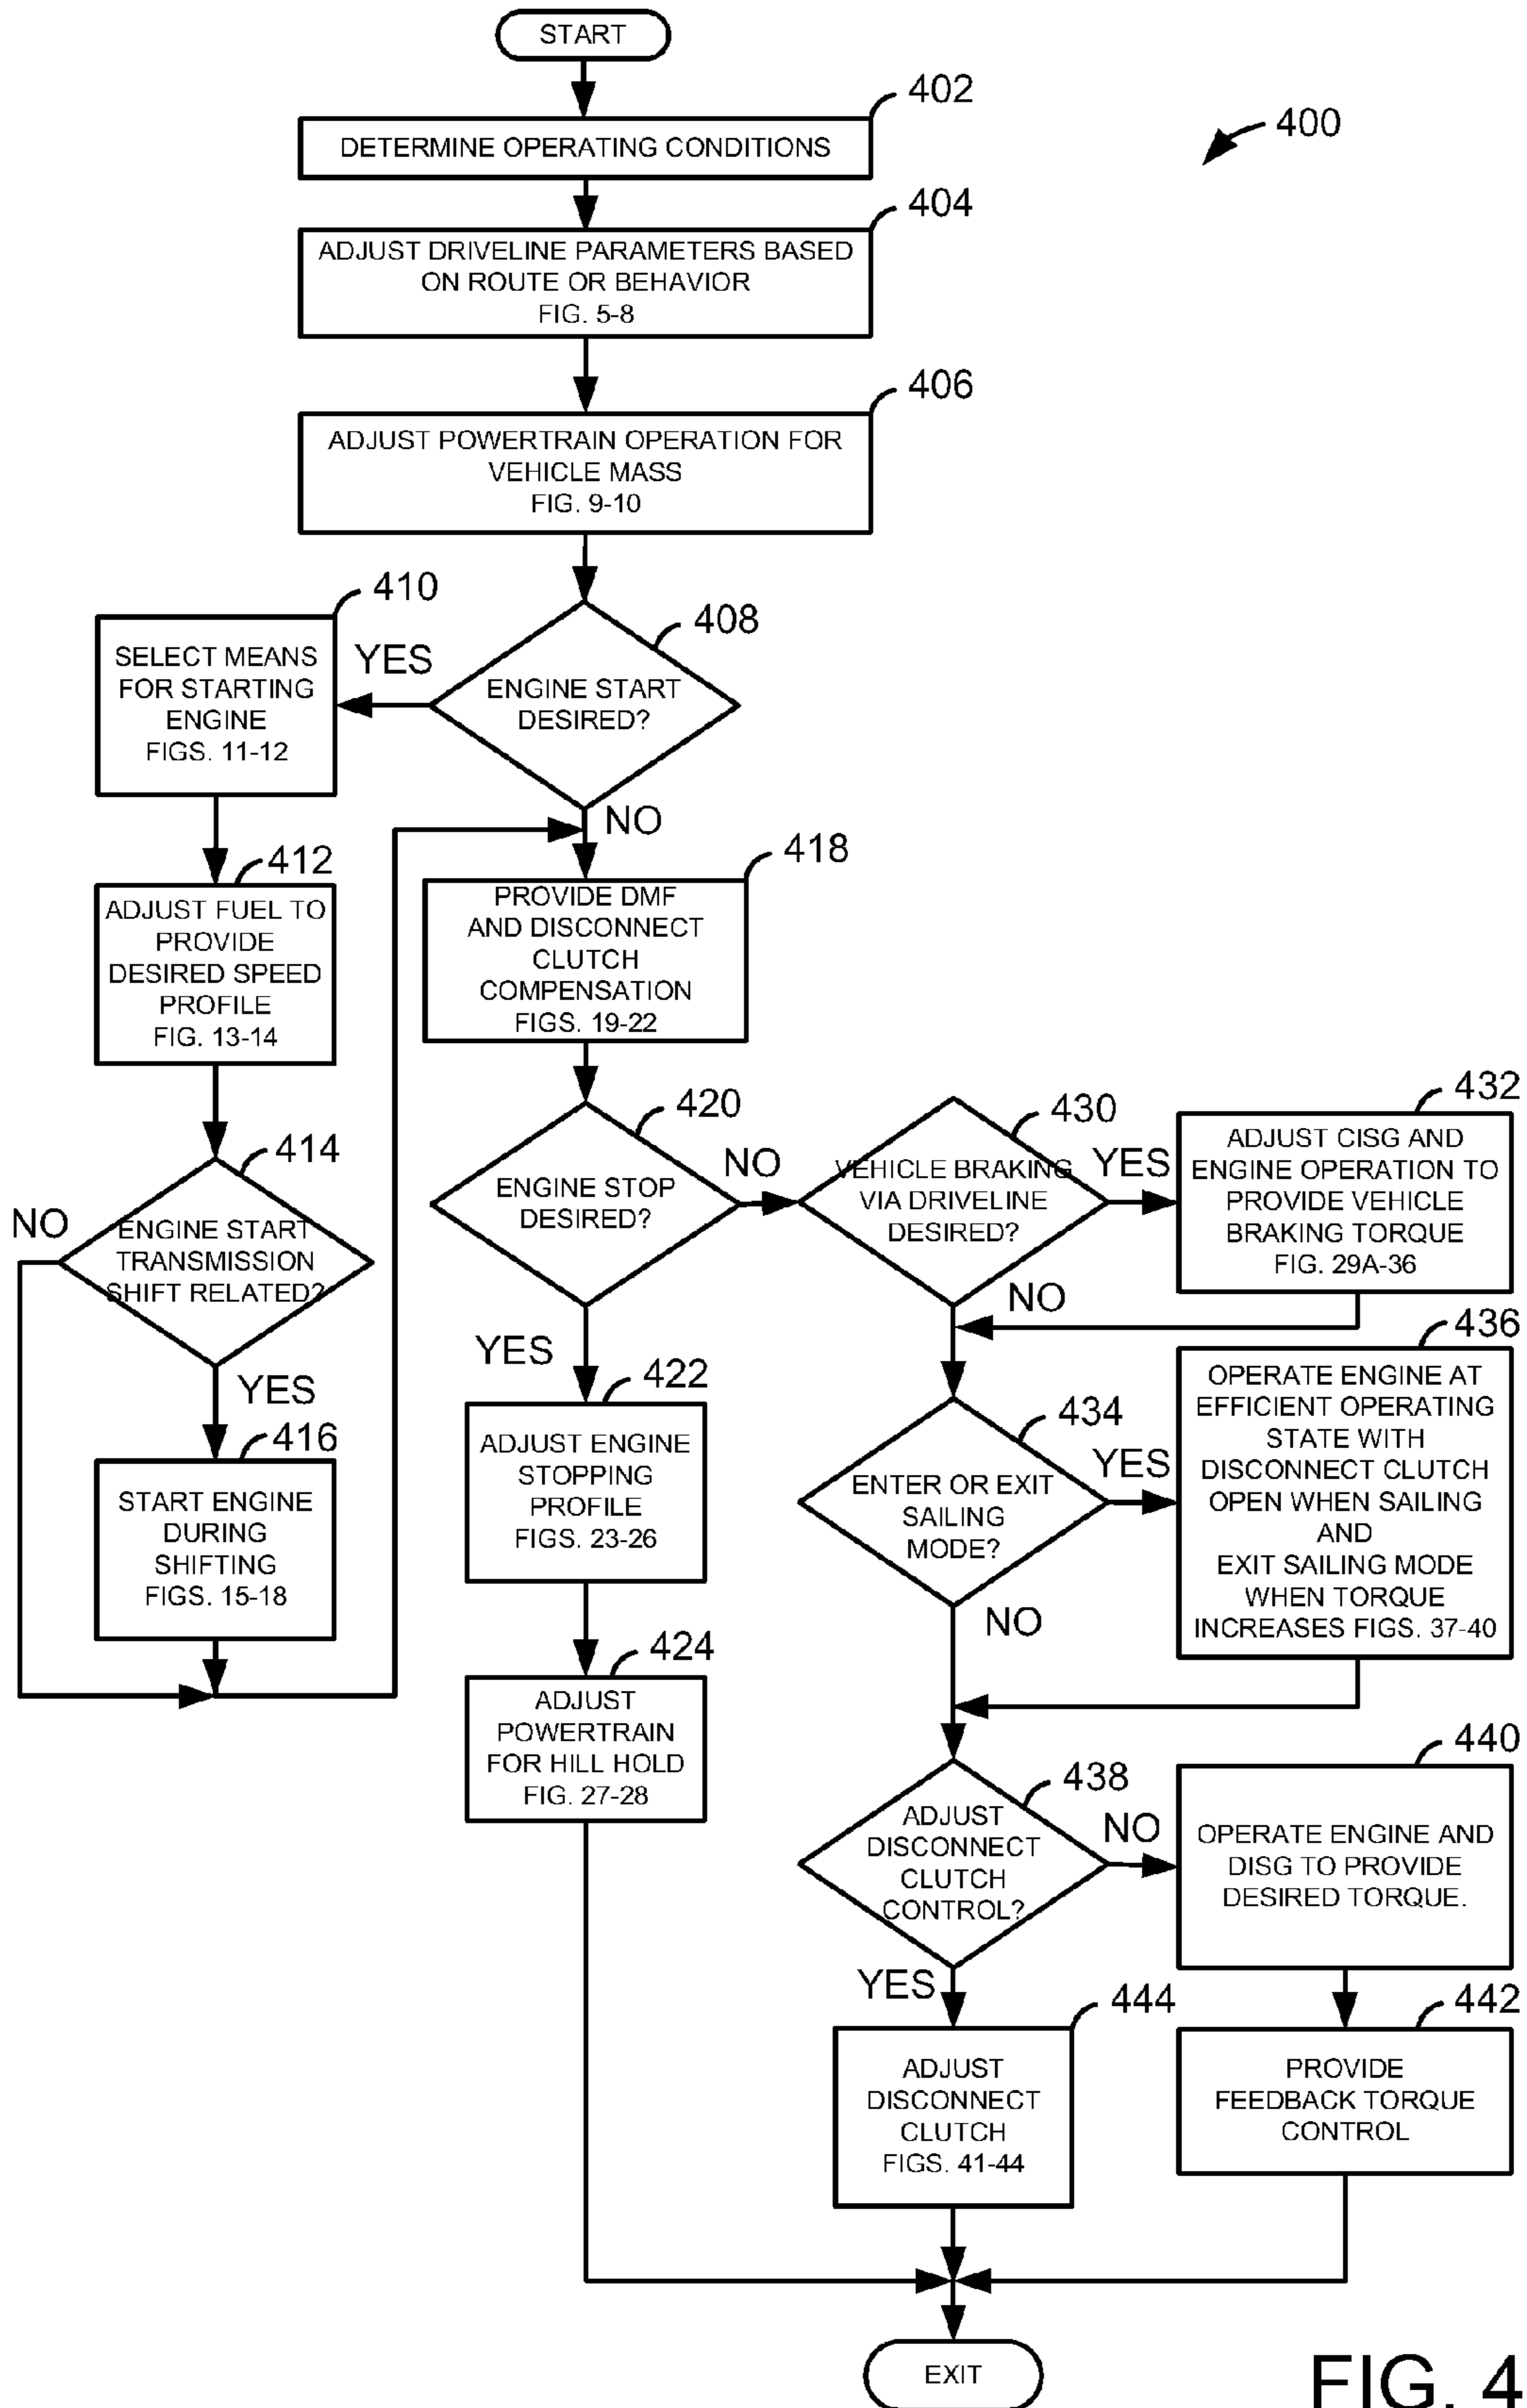 START
402
DETERMINE OPERATING CONDITIONS
400
404
ADJUST DRIVELINE PARAMETERS BASED
ON ROUTE OR BEHAVIOR
FIG. 5-8
406
ADJUST POWERTRAIN OPERATION FOR
VEHICLE MASS
FIG. 9-10
408
ENGINE START
DESIRED?
YES
NO
410
SELECT MEANS
FOR STARTING
ENGINE
FIGS. 11-12
412
ADJUST FUEL TO
PROVIDE
DESIRED SPEED
PROFILE
FIG. 13-14
414
ENGINE START
TRANSMISSION
SHIFT RELATED?
NO
YES
416
START ENGINE
DURING
SHIFTING
FIGS. 15-18
418
PROVIDE DMF
AND DISCONNECT
CLUTCH
COMPENSATION
FIGS. 19-22
420
ENGINE STOP
DESIRED?
NO
YES
422
ADJUST ENGINE
STOPPING
PROFILE
FIGS. 23-26
424
ADJUST
POWERTRAIN
FOR HILL HOLD
FIG. 27-28
430
VEHICLE BRAKING
VIA DRIVELINE
DESIRED?
YES
NO
432
ADJUST CISG AND
ENGINE OPERATION TO
PROVIDE VEHICLE
BRAKING TORQUE
FIG. 29A-36
434
ENTER OR EXIT
SAILING
MODE?
YES
NO
436
OPERATE ENGINE AT
EFFICIENT OPERATING
STATE WITH
DISCONNECT CLUTCH
OPEN WHEN SAILING
AND
EXIT SAILING MODE
WHEN TORQUE
INCREASES FIGS. 37-40
438
ADJUST
DISCONNECT
CLUTCH
CONTROL?
NO
YES
440
OPERATE ENGINE AND
DISG TO PROVIDE
DESIRED TORQUE.
442
PROVIDE
FEEDBACK TORQUE
CONTROL
444
ADJUST
DISCONNECT
CLUTCH
FIGS. 41-44
EXIT
FIG. 4